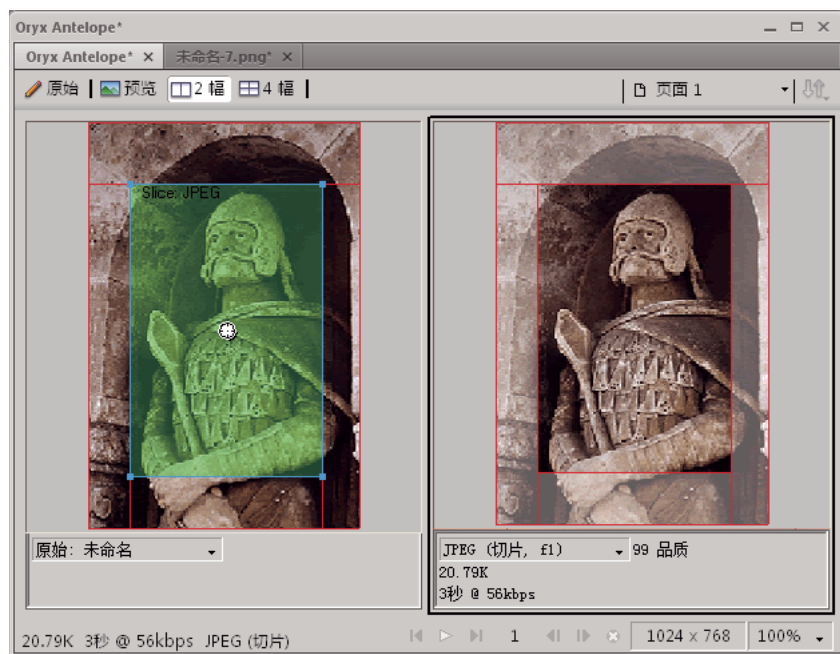 Oryx Antelope*
Oryx Antelope* × 未命名-7.png* ×
原始 预览 2 幅 4 幅 页面 1
Slice: JPEG
原始: 未命名
JPEG (切片, f1) 99 品质
20.79K
3秒 @ 56kbps
20.79K 3秒 @ 56kbps JPEG (切片) 1 1024 x 768 100%